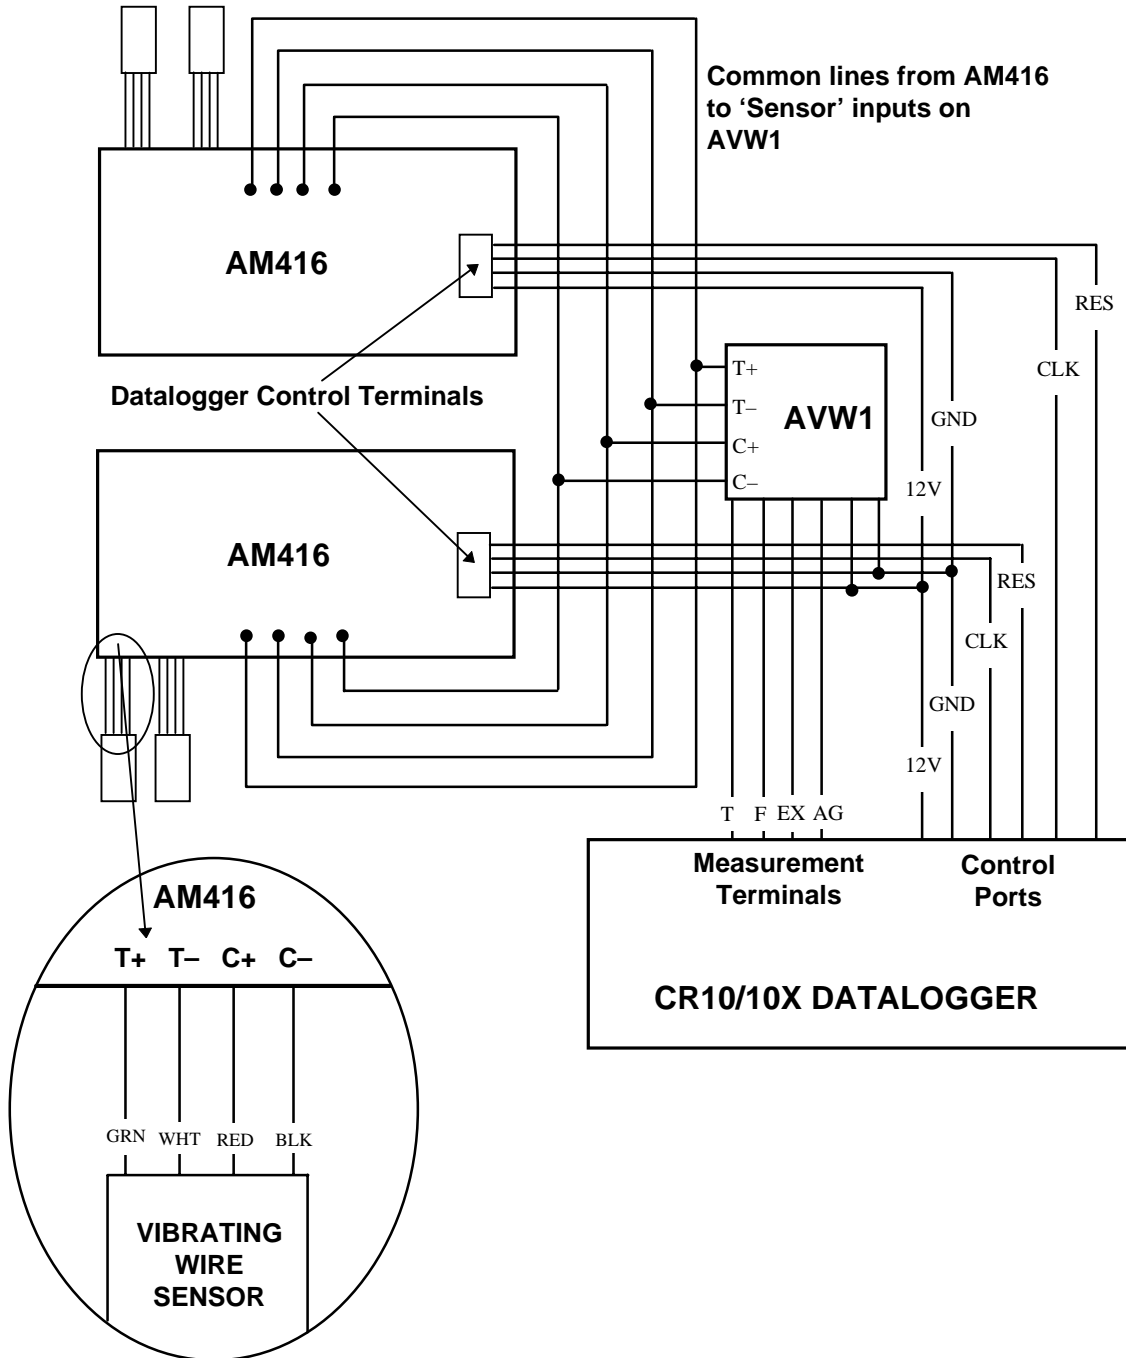 Common lines from AM416
to ‘Sensor’ inputs on
AVW1
AM416
RES
CLK
T+
T–
C+
C–
AVW1
GND
12V
Datalogger Control Terminals
AM416
RES
CLK
GND
12V
T F EX AG
Measurement
Terminals
Control
Ports
CR10/10X DATALOGGER
AM416
T+ T– C+ C–
GRN WHT RED BLK
VIBRATING
WIRE
SENSOR